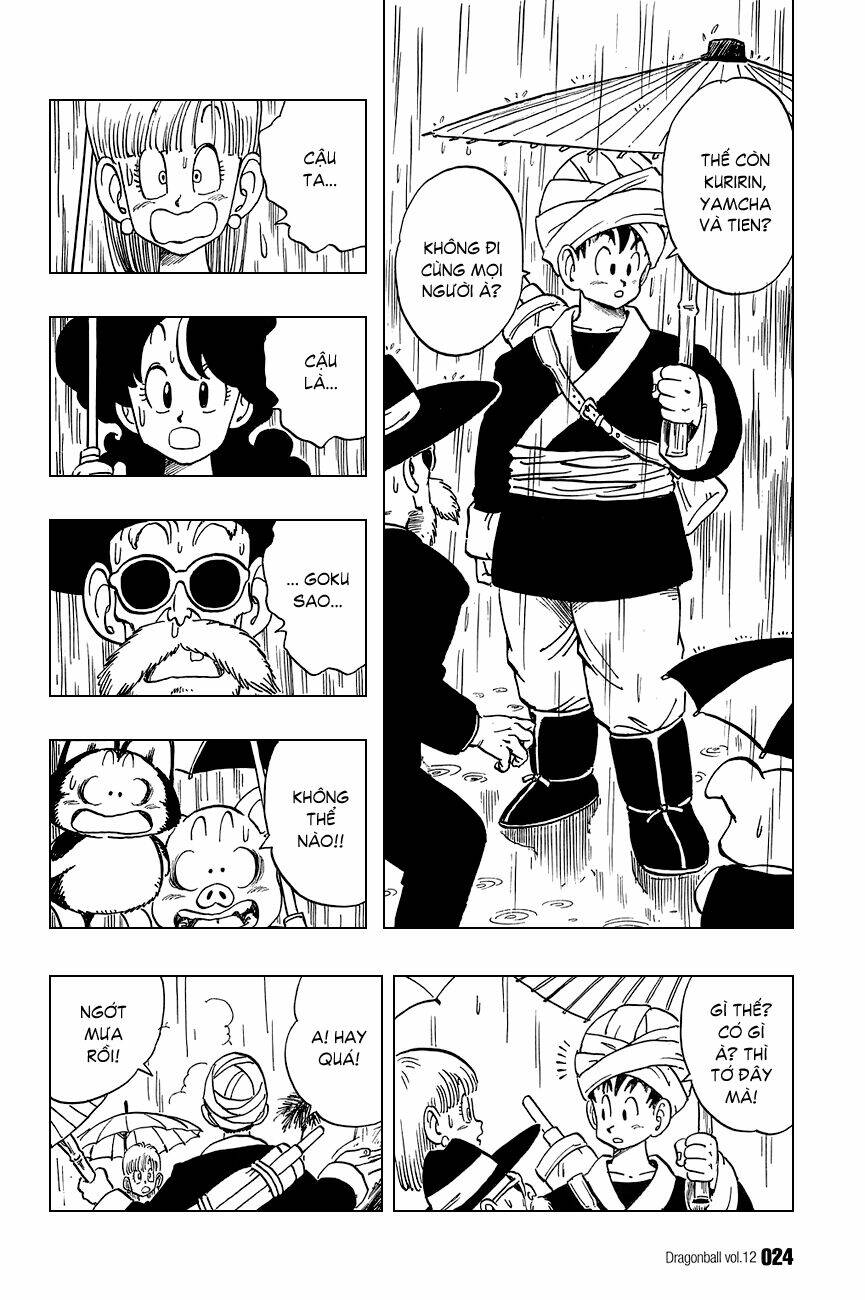 THẾ CÒN
KURIRIN,
YAMCHA
VÀ TIEN?
KHÔNG ĐI
CÙNG MỌI
NGƯỜI À?
CẬU
TA...
CẬU
LÀ...
... GOKU
SAO...
KHÔNG
THỂ
NÀO!!
GÌ THẾ?
CÓ GÌ
À? THÌ
TỚ ĐÂY
MÀ!
A! HAY
QUÁ!
NGỚT
MƯA
RỒI!
Dragonball vol.12 024